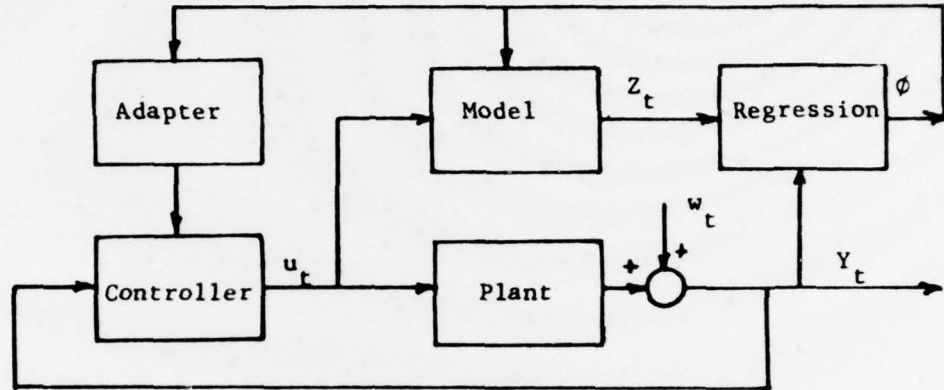 Adapter
Model
Z_t
Regression
ø
w_t
+
+
Controller
u_t
Plant
Y_t